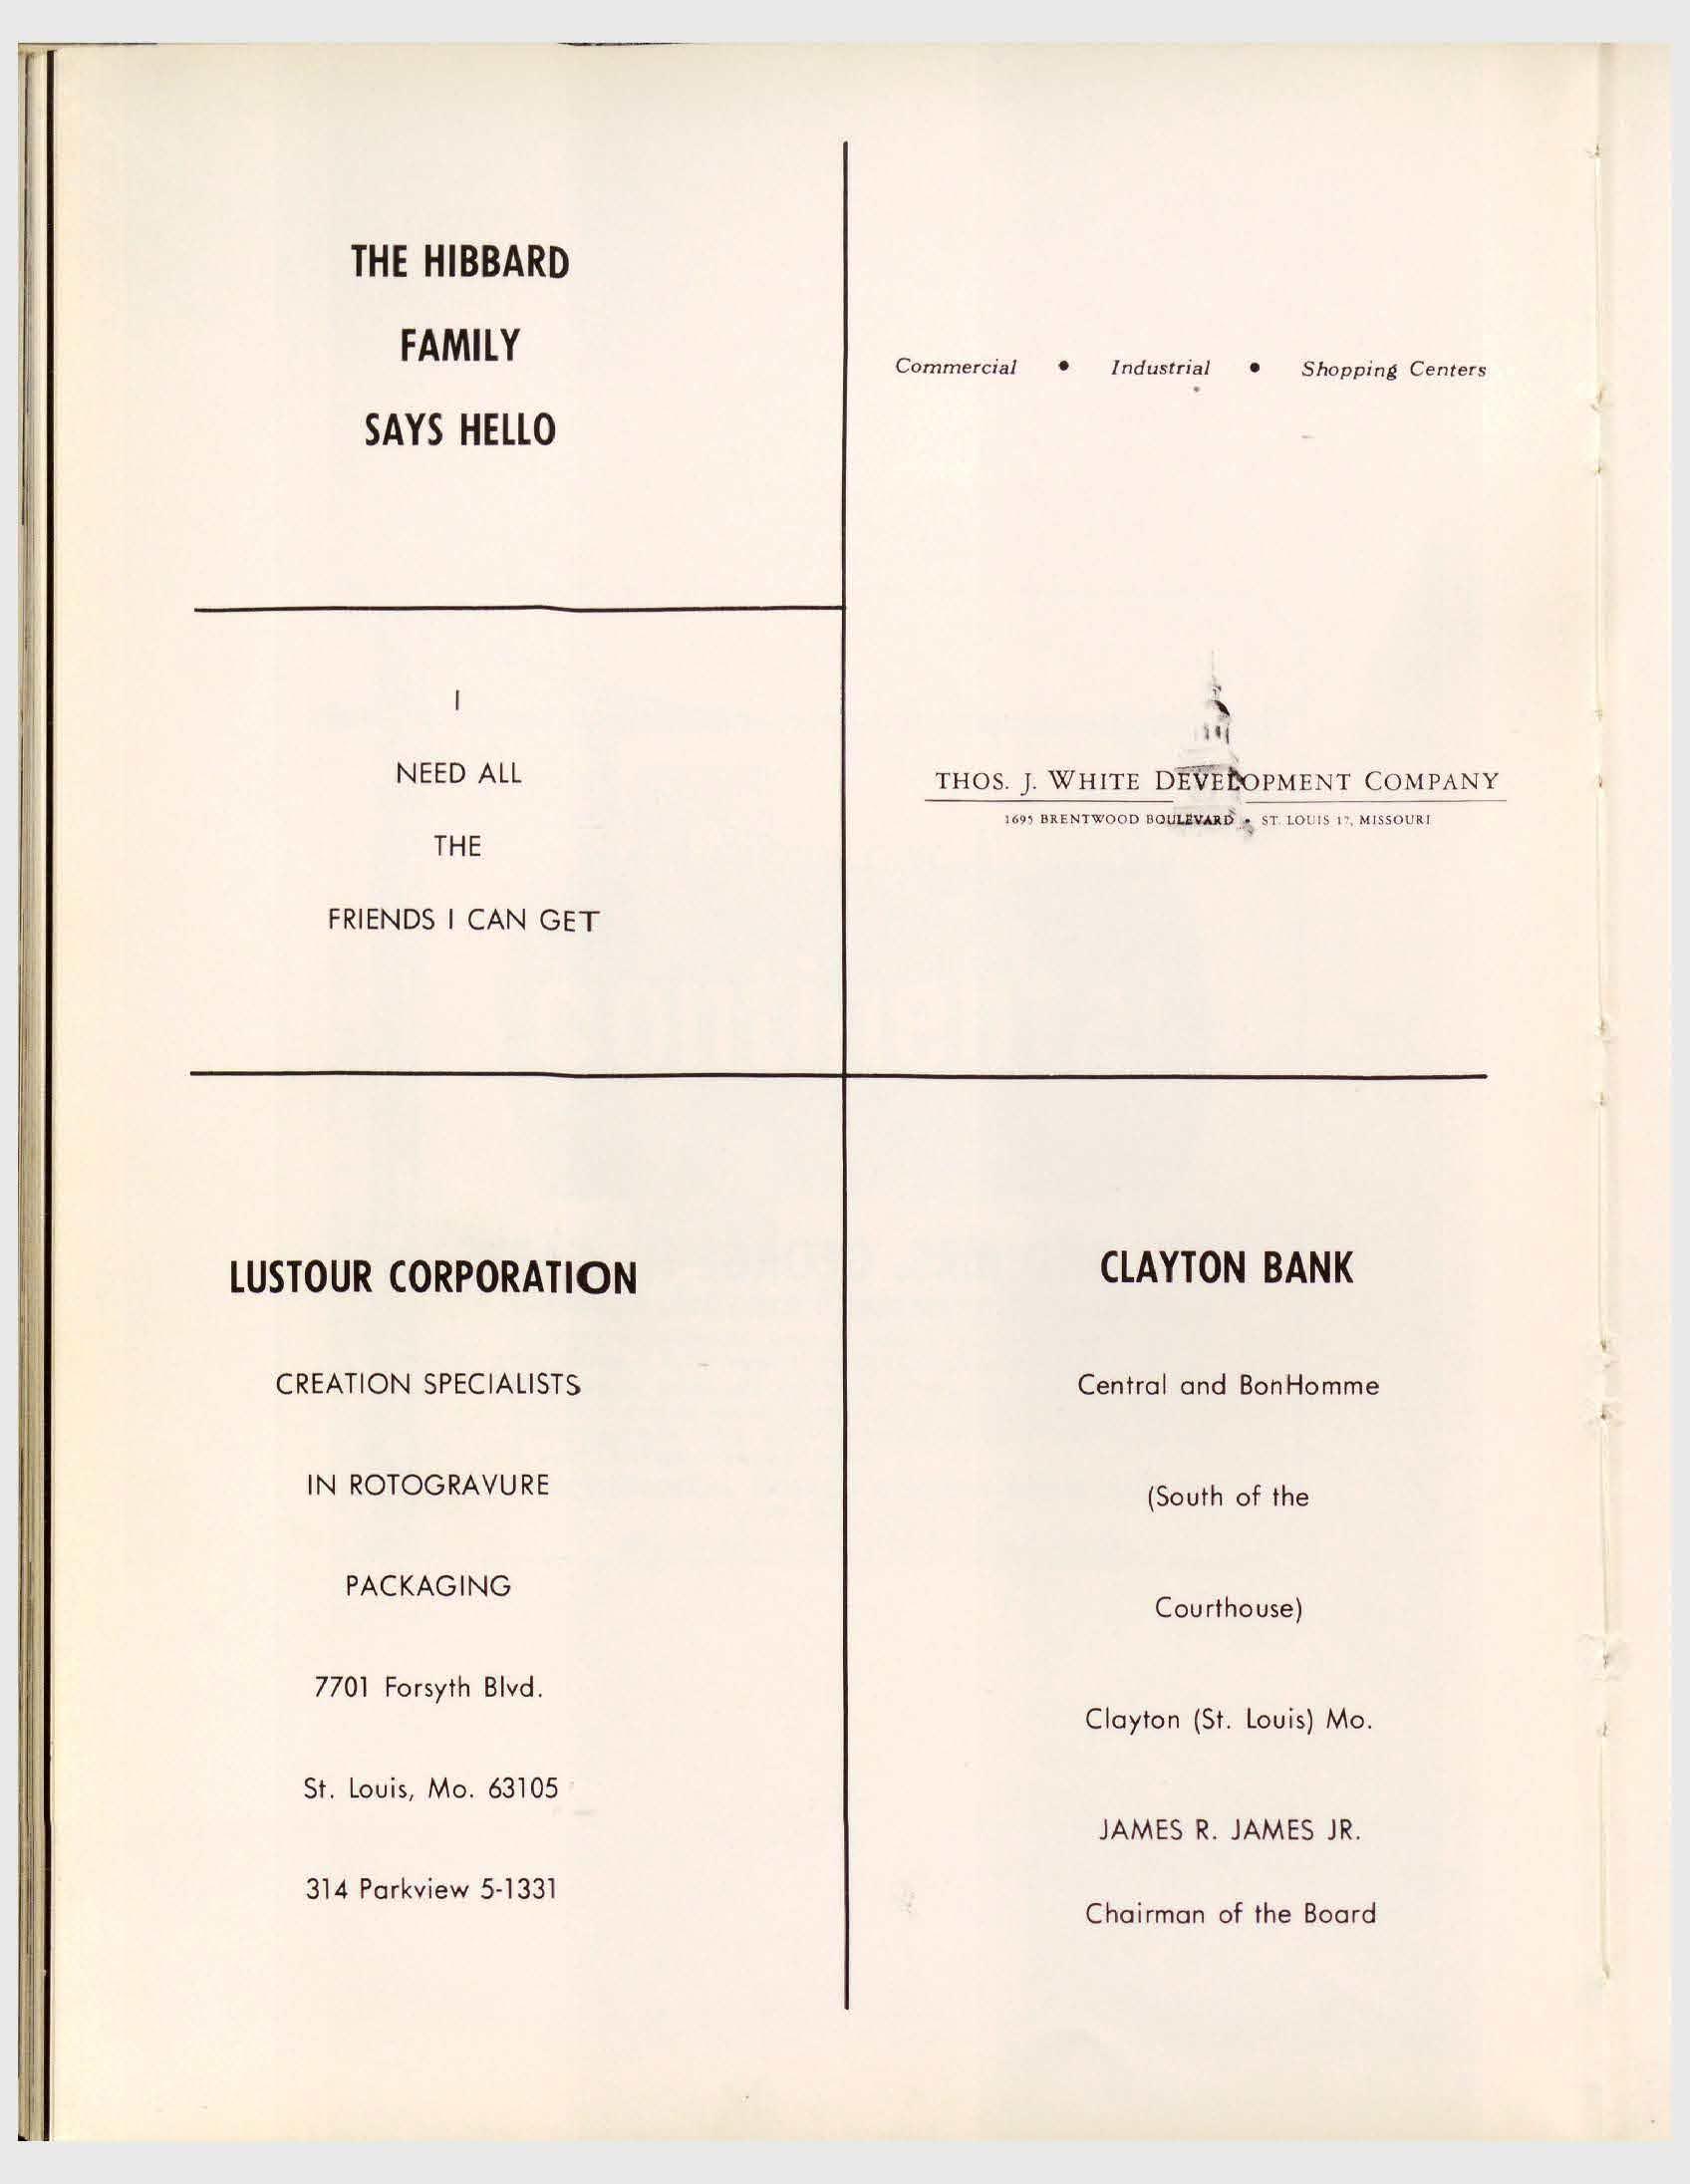 THE HIBBARD
FAMILY
SAYS HELLO
I
NEED ALL
THE
FRIENDS I CAN GET
Commercial • Industrial • Shopping Centers
THOS. J. WHITE DEVELOPMENT COMPANY
1695 BRENTWOOD BOULEVARD • ST. LOUIS 17, MISSOURI
LUSTOUR CORPORATION
CREATION SPECIALISTS
IN ROTOGRAVURE
PACKAGING
7701 Forsyth Blvd.
St. Louis, Mo. 63105
314 Parkview 5-1331
CLAYTON BANK
Central and BonHomme
(South of the
Courthouse)
Clayton (St. Louis) Mo.
JAMES R. JAMES JR.
Chairman of the Board